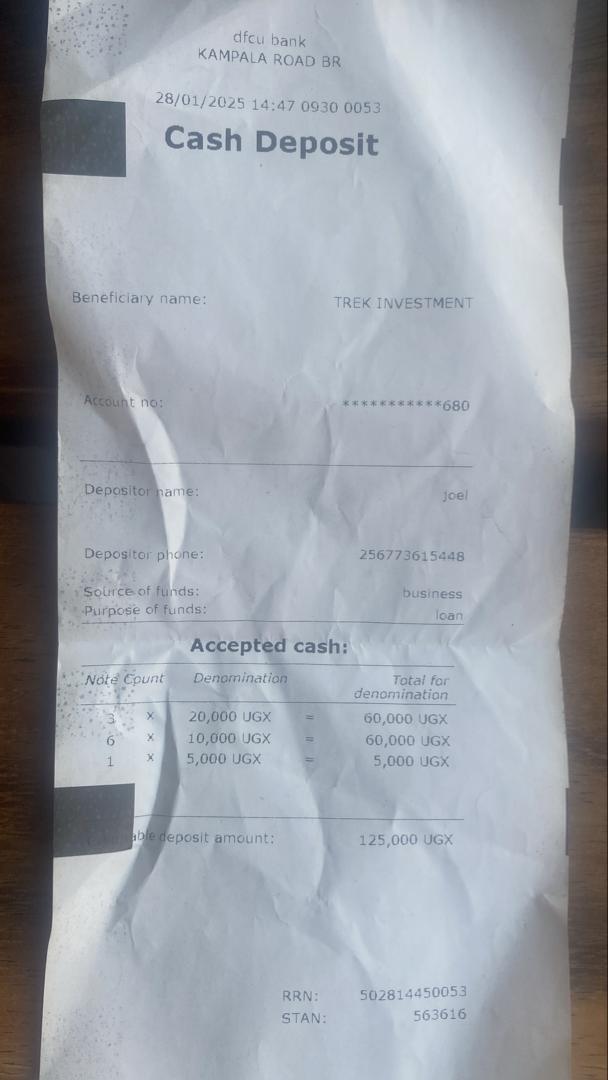 dfcu bank
KAMPALA ROAD BR
28/01/2025 14:47 0930 0053
Cash Deposit
Beneficiary name: TREK INVESTMENT
Account no: ***********680
Depositor name: joel
Depositor phone: 256773615448
Source of funds: business
Purpose of funds: loan
Accepted cash:
Note Count Denomination Total for
denomination
3 x 20,000 UGX = 60,000 UGX
6 x 10,000 UGX = 60,000 UGX
1 x 5,000 UGX = 5,000 UGX
deposit amount: 125,000 UGX
RRN: 502814450053
STAN: 563616